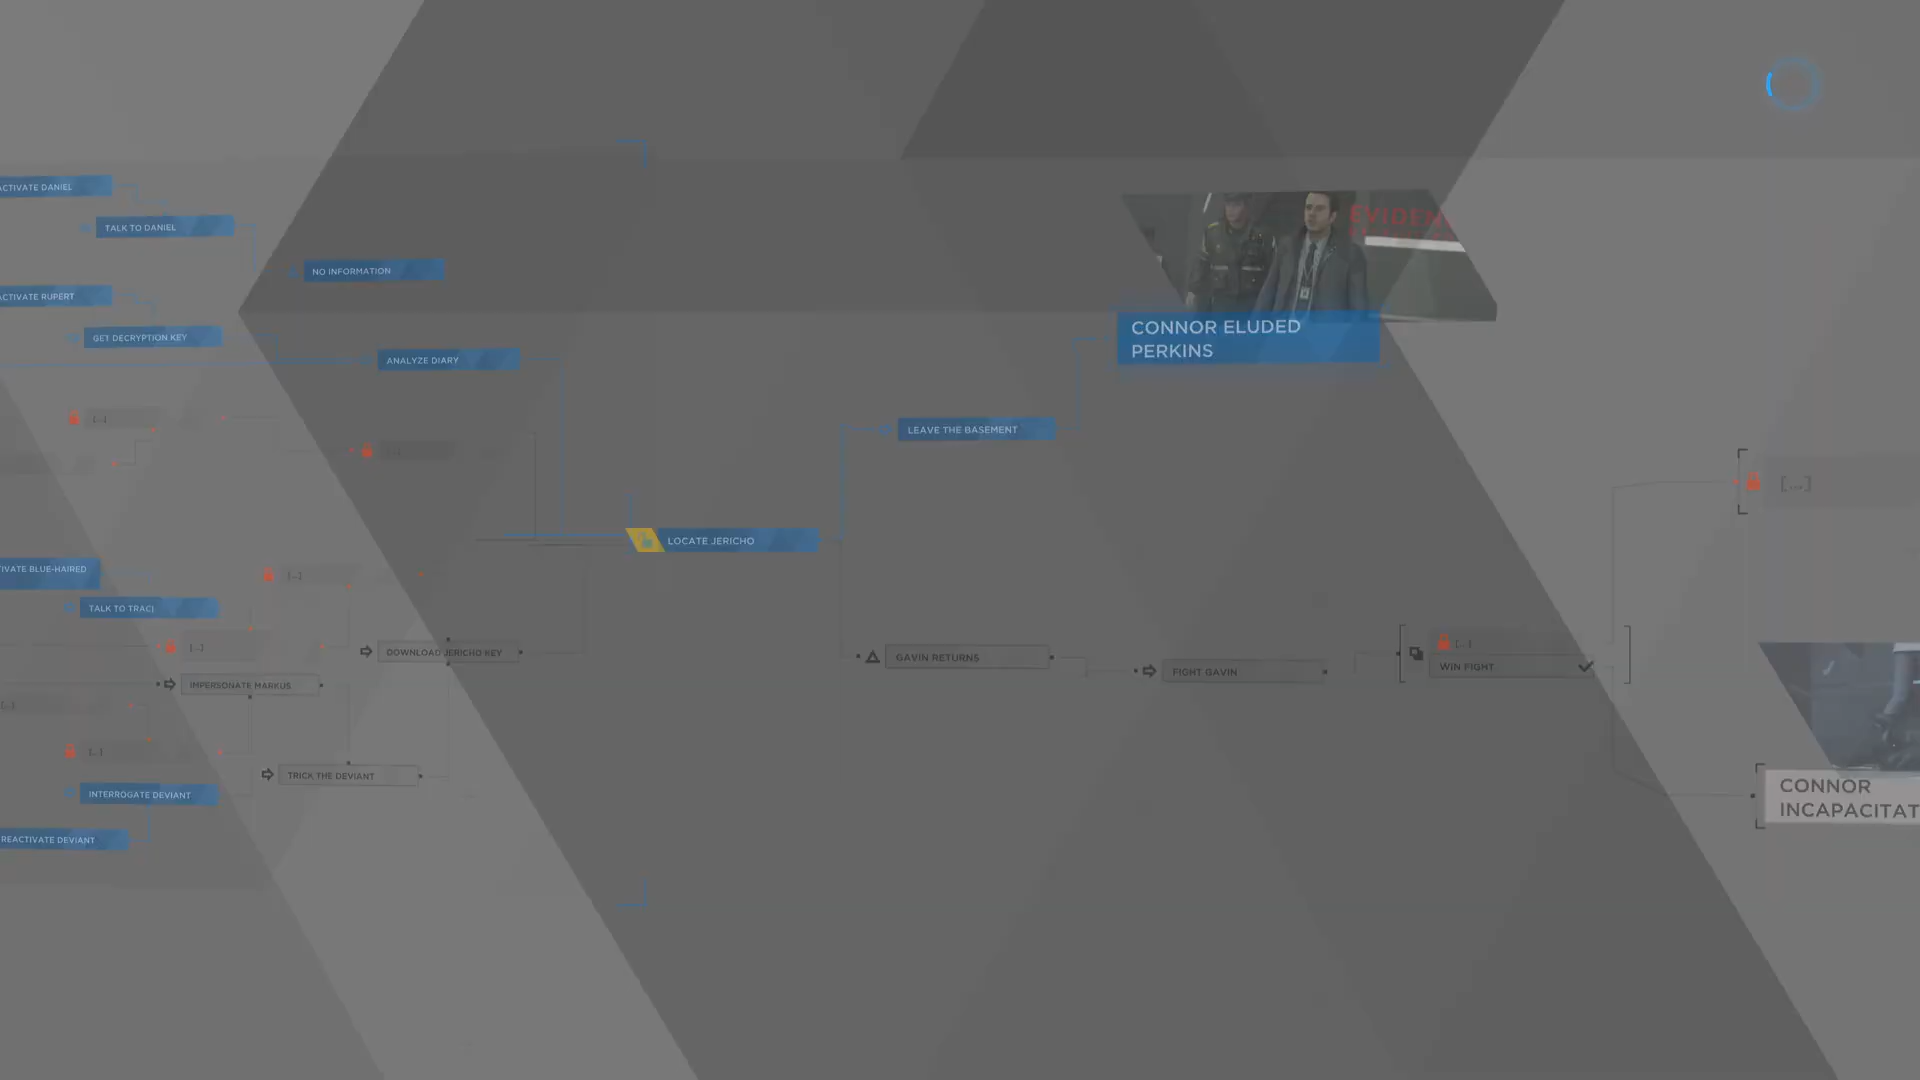 ACTIVATE DANIEL
TALK TO DANIEL
NO INFORMATION
ACTIVATE RUPERT
GET DECRYPTION KEY
ANALYZE DIARY
EVIDEN
CONNOR ELUDED
PERKINS
LEAVE THE BASEMENT
[...]
[...]
[...]
LOCATE JERICHO
IVATE BLUE-HAIRED
[...]
TALK TO TRACI
[...]
DOWNLOAD JERICHO KEY
GAVIN RETURNS
FIGHT GAVIN
[...]
WIN FIGHT
IMPERSONATE MARKUS
[...]
[...]
TRICK THE DEVIANT
INTERROGATE DEVIANT
REACTIVATE DEVIANT
CONNOR
INCAPACITAT